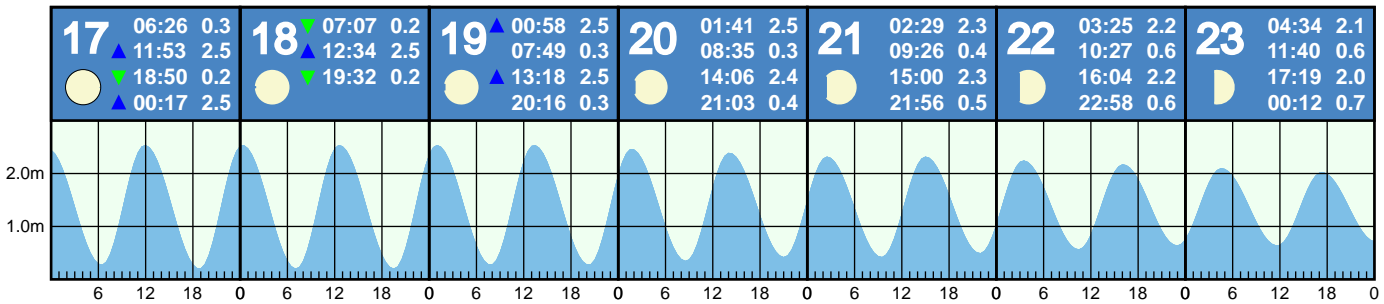 17 06:26 0.3
▲ 11:53 2.5
▼ 18:50 0.2
▲ 00:17 2.5
18 ▼ 07:07 0.2
▲ 12:34 2.5
▼ 19:32 0.2
19 ▲ 00:58 2.5
07:49 0.3
▲ 13:18 2.5
20:16 0.3
20 01:41 2.5
08:35 0.3
14:06 2.4
21:03 0.4
21 02:29 2.3
09:26 0.4
15:00 2.3
21:56 0.5
22 03:25 2.2
10:27 0.6
16:04 2.2
22:58 0.6
23 04:34 2.1
11:40 0.6
17:19 2.0
00:12 0.7
2.0m
1.0m
6 12 18 0 6 12 18 0 6 12 18 0 6 12 18 0 6 12 18 0 6 12 18 0 6 12 18 0